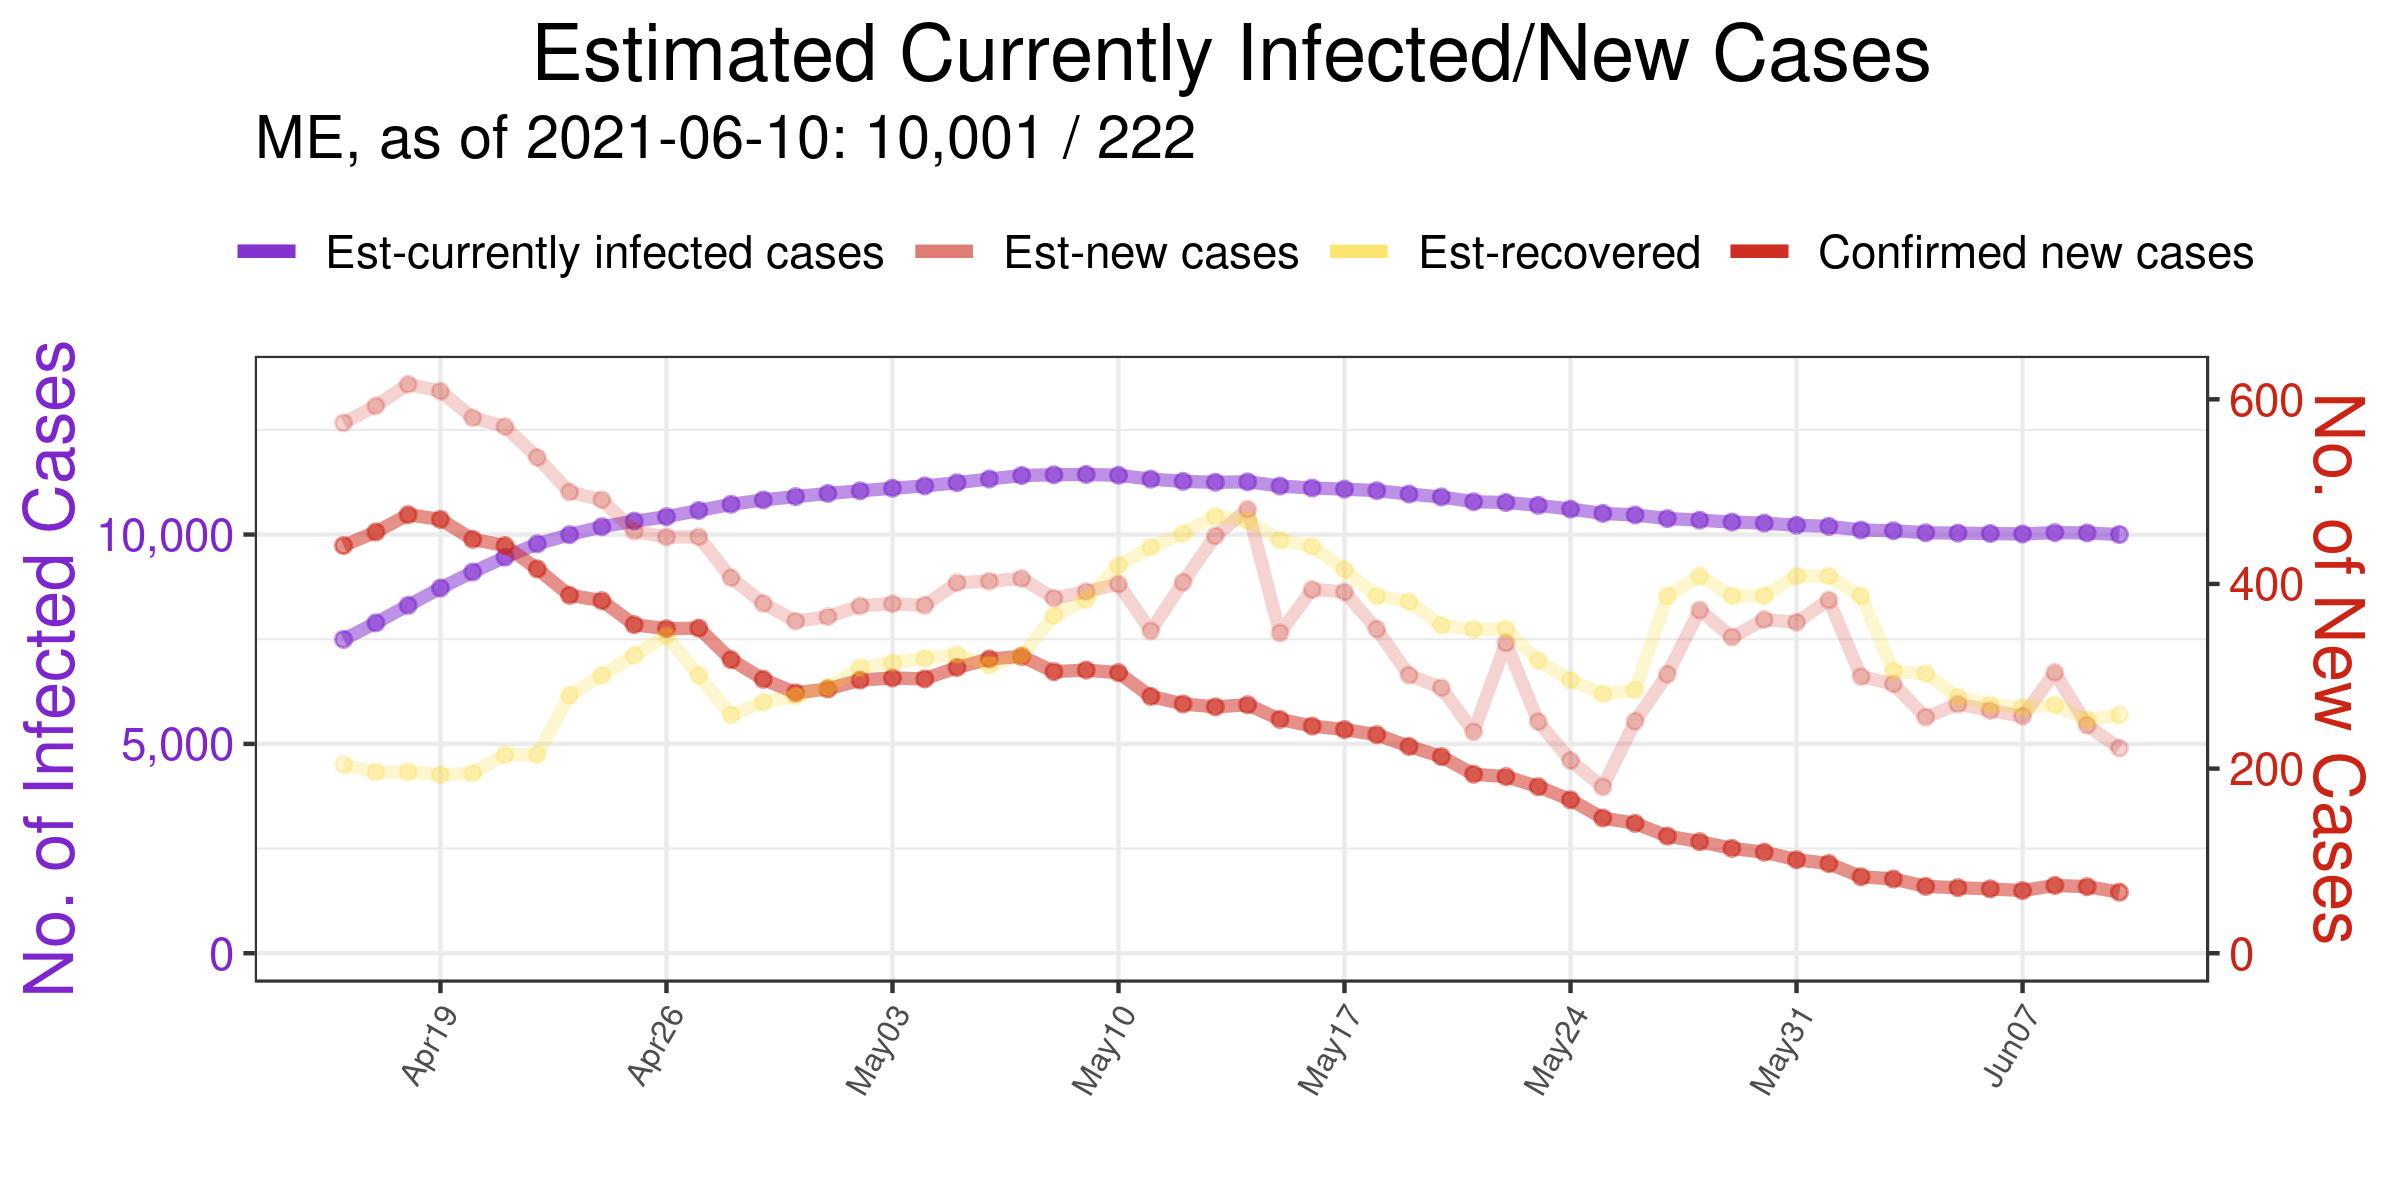 Estimated Currently Infected/New Cases
ME, as of 2021-06-10: 10,001 / 222
Est-currently infected cases Est-new cases Est-recovered Confirmed new cases
No. of Infected Cases
10,000
5,000
0
600
400
200
0
No. of New Cases
Apr19 Apr26 May03 May10 May17 May24 May31 Jun07